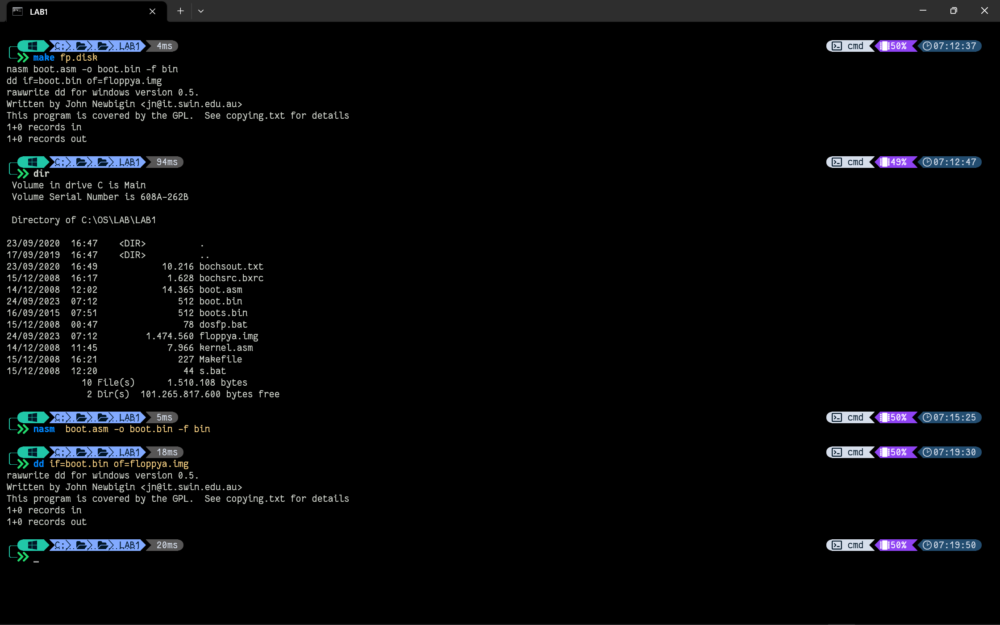 LAB1
C: LAB1 4ms cmd 50% 07:12:37
make fp.disk
nasm boot.asm -o boot.bin -f bin
dd if=boot.bin of=floppya.img
rawwrite dd for windows version 0.5.
Written by John Newbigin <jn@it.swin.edu.au>
This program is covered by the GPL.  See copying.txt for details
1+0 records in
1+0 records out
C: LAB1 94ms cmd 49% 07:12:47
dir
Volume in drive C is Main
Volume Serial Number is 608A-262B
Directory of C:\OS\LAB\LAB1
23/09/2020  16:47    <DIR>          .
17/09/2019  16:47    <DIR>          ..
23/09/2020  16:49            10.216 bochsout.txt
15/12/2008  16:17             1.628 bochsrc.bxrc
14/12/2008  12:02            14.365 boot.asm
24/09/2023  07:12               512 boot.bin
16/09/2015  07:51               512 boots.bin
15/12/2008  00:47                78 dosfp.bat
24/09/2023  07:12         1.474.560 floppya.img
14/12/2008  11:45             7.966 kernel.asm
15/12/2008  16:21               227 Makefile
15/12/2008  12:20                44 s.bat
10 File(s)      1.510.108 bytes
2 Dir(s)  101.265.817.600 bytes free
C: LAB1 5ms cmd 50% 07:15:25
nasm  boot.asm -o boot.bin -f bin
C: LAB1 18ms cmd 50% 07:19:30
dd if=boot.bin of=floppya.img
rawwrite dd for windows version 0.5.
Written by John Newbigin <jn@it.swin.edu.au>
This program is covered by the GPL.  See copying.txt for details
1+0 records in
1+0 records out
C: LAB1 20ms cmd 50% 07:19:50